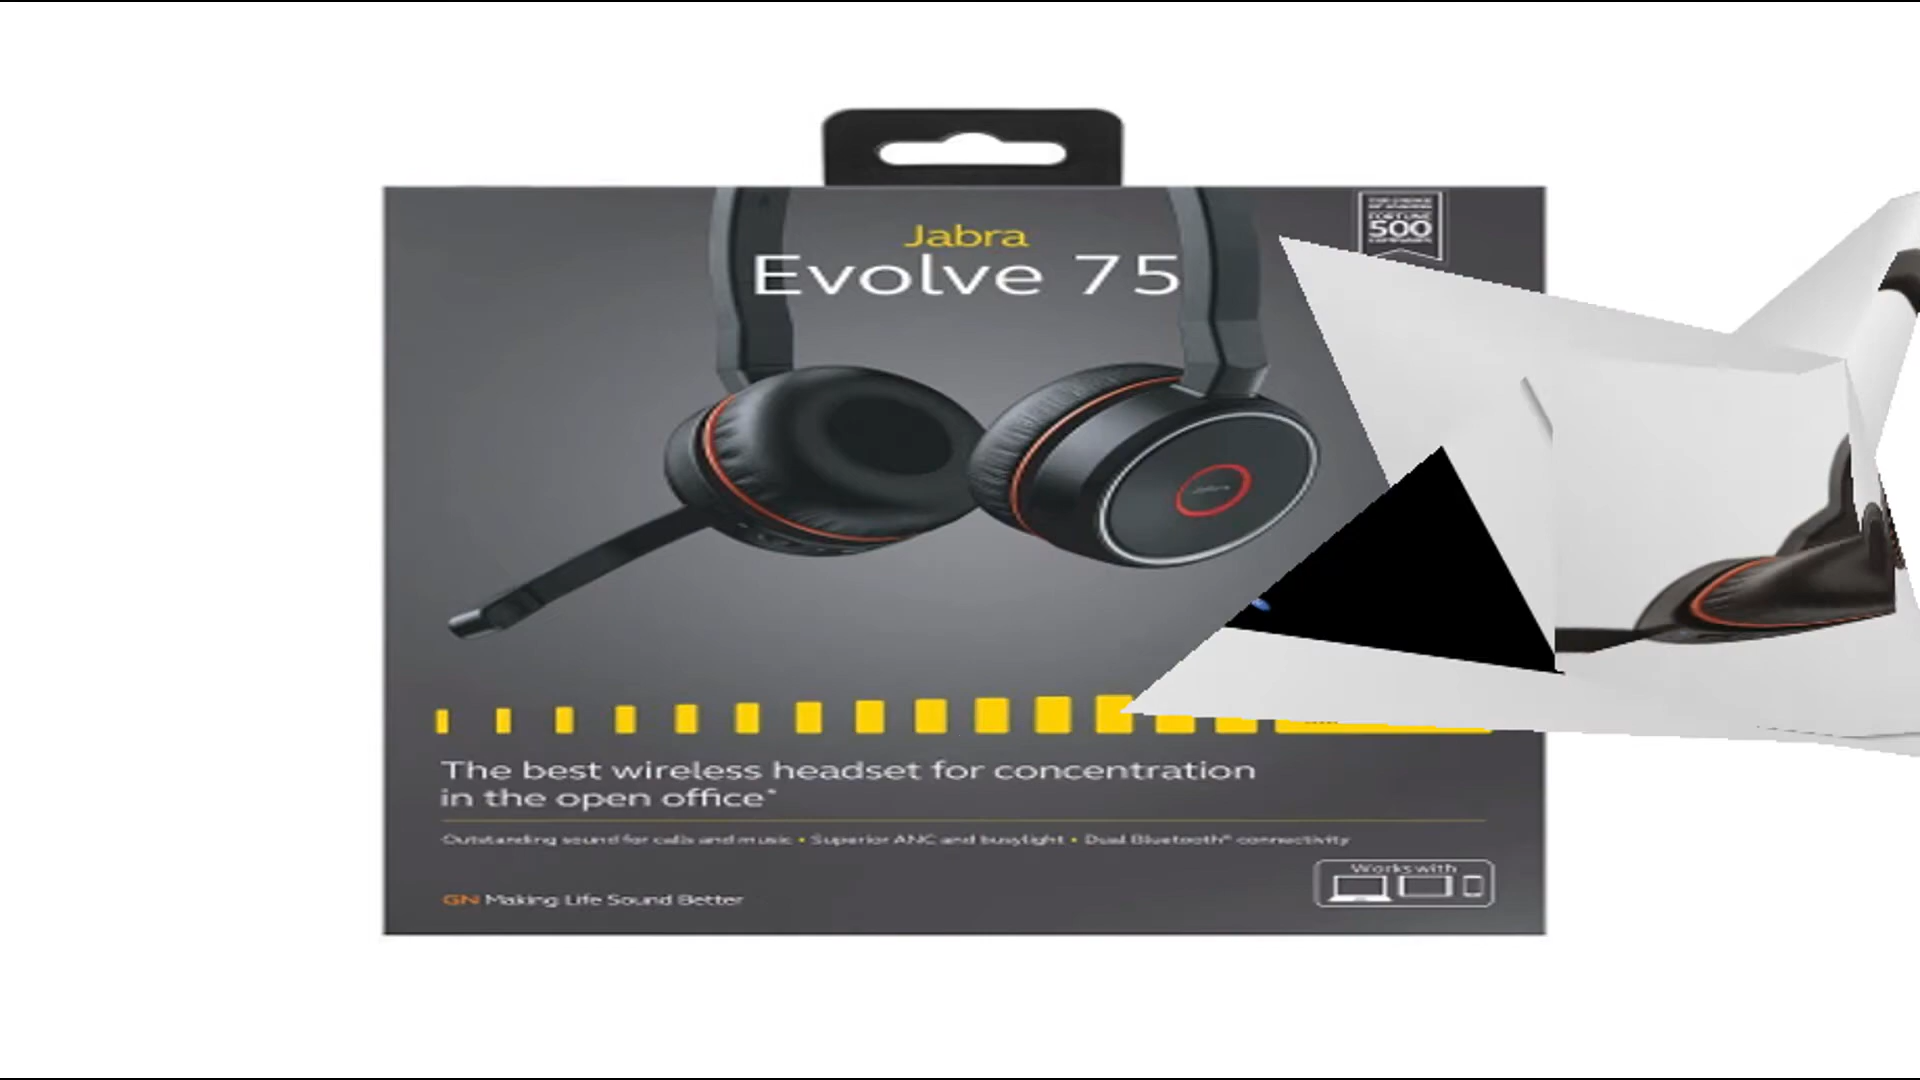 Jabra
Evolve 75
FORTUNE
500
The best wireless headset for concentration
in the open office*
Outstanding sound for calls and music • Superior ANC and busylight • Dual Bluetooth® connectivity
Works with
GN Making Life Sound Better